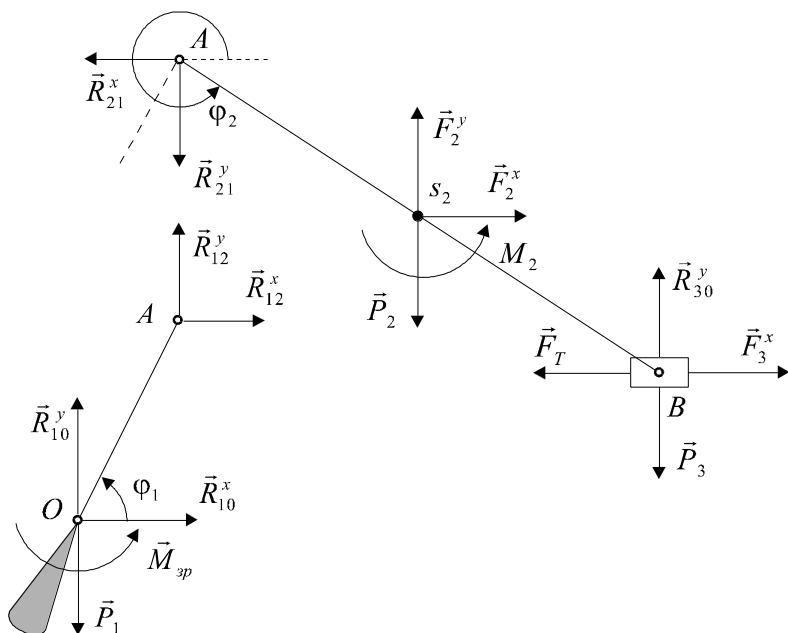 A
R⃗₂₁ˣ
φ₂
R⃗₂₁ʸ
F⃗₂ʸ
s₂
F⃗₂ˣ
M₂
P⃗₂
R⃗₁₂ʸ
R⃗₁₂ˣ
A
R⃗₃₀ʸ
F⃗_T
F⃗₃ˣ
B
P⃗₃
R⃗₁₀ʸ
φ₁
R⃗₁₀ˣ
O
M⃗_зр
P⃗₁